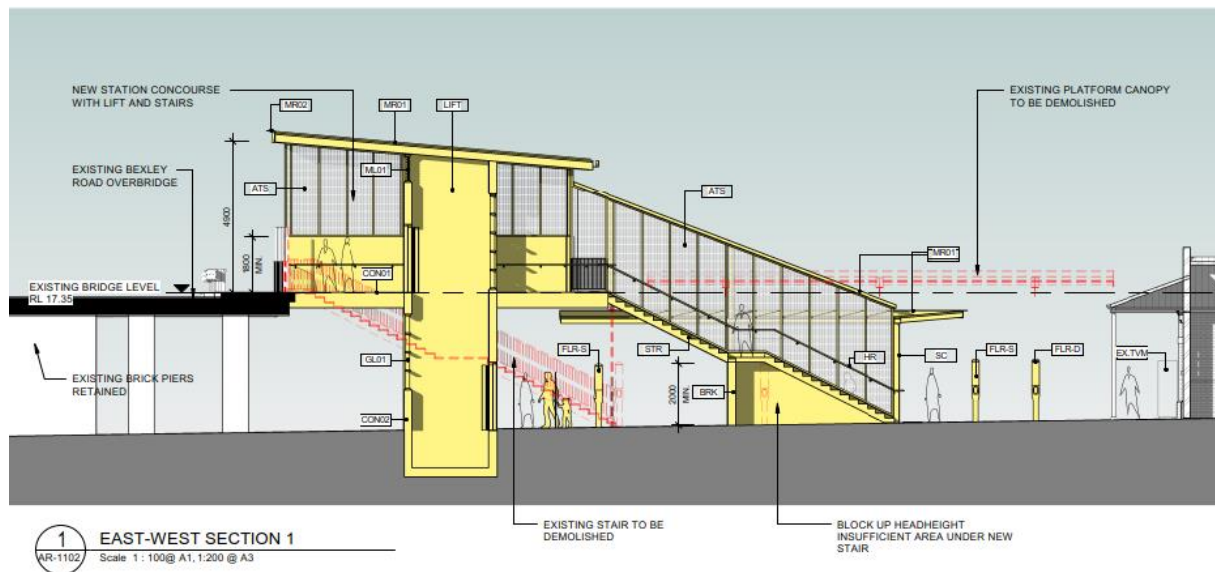 NEW STATION CONCOURSE
WITH LIFT AND STAIRS
MR02
MR01
LIFT
EXISTING PLATFORM CANOPY
TO BE DEMOLISHED
EXISTING BEXLEY
ROAD OVERBRIDGE
ML01
ATS
ATS
4900
1800
MIN.
MR01
CON01
EXISTING BRIDGE LEVEL
RL 17.35
GL01
FLR-S
STR
HR
SC
FLR-S
FLR-D
EX.TVM
EXISTING BRICK PIERS
RETAINED
BRK
2000
MIN.
CON02
EXISTING STAIR TO BE
DEMOLISHED
BLOCK UP HEADHEIGHT
INSUFFICIENT AREA UNDER NEW
STAIR
1
AR-1102
EAST-WEST SECTION 1
Scale 1 : 100@ A1, 1:200 @ A3